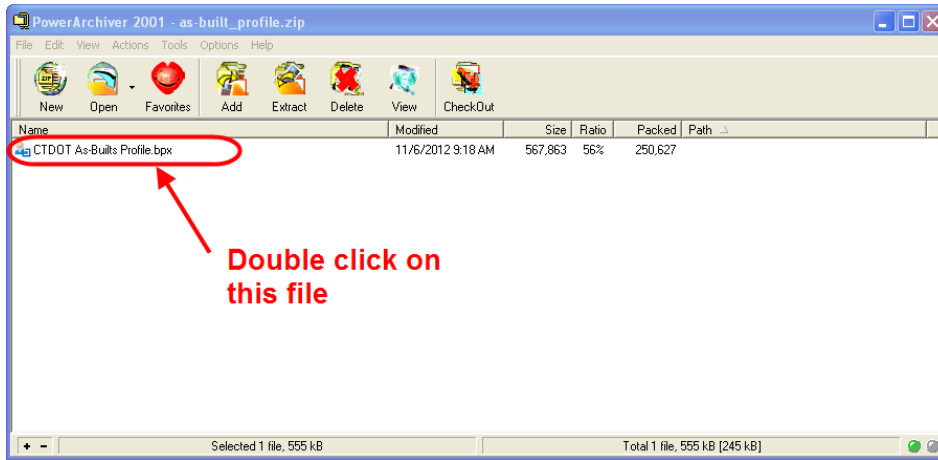 PowerArchiver 2001 - as-built_profile.zip
File Edit View Actions Tools Options Help
ZIP
New Open Favorites Add Extract Delete View CheckOut
Name Modified Size Ratio Packed Path
CTDOT As-Builts Profile.bpx 11/6/2012 9:18 AM 567,863 56% 250,627
Double click on
this file
+ - Selected 1 file, 555 kB Total 1 file, 555 kB [245 kB]